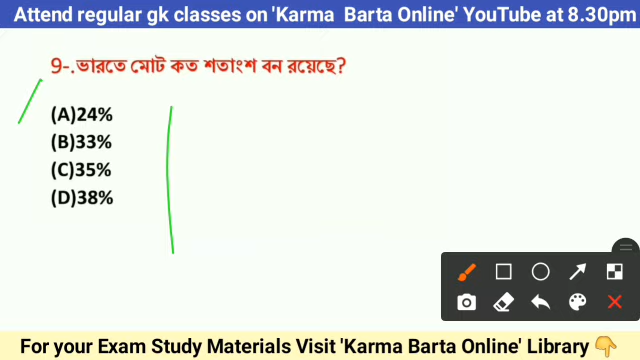 Attend regular gk classes on 'Karma Barta Online' YouTube at 8.30pm
9-.ভারতে মোট কত শতাংশ বন রয়েছে?
(A)24%
(B)33%
(C)35%
(D)38%
For your Exam Study Materials Visit 'Karma Barta Online' Library 👇